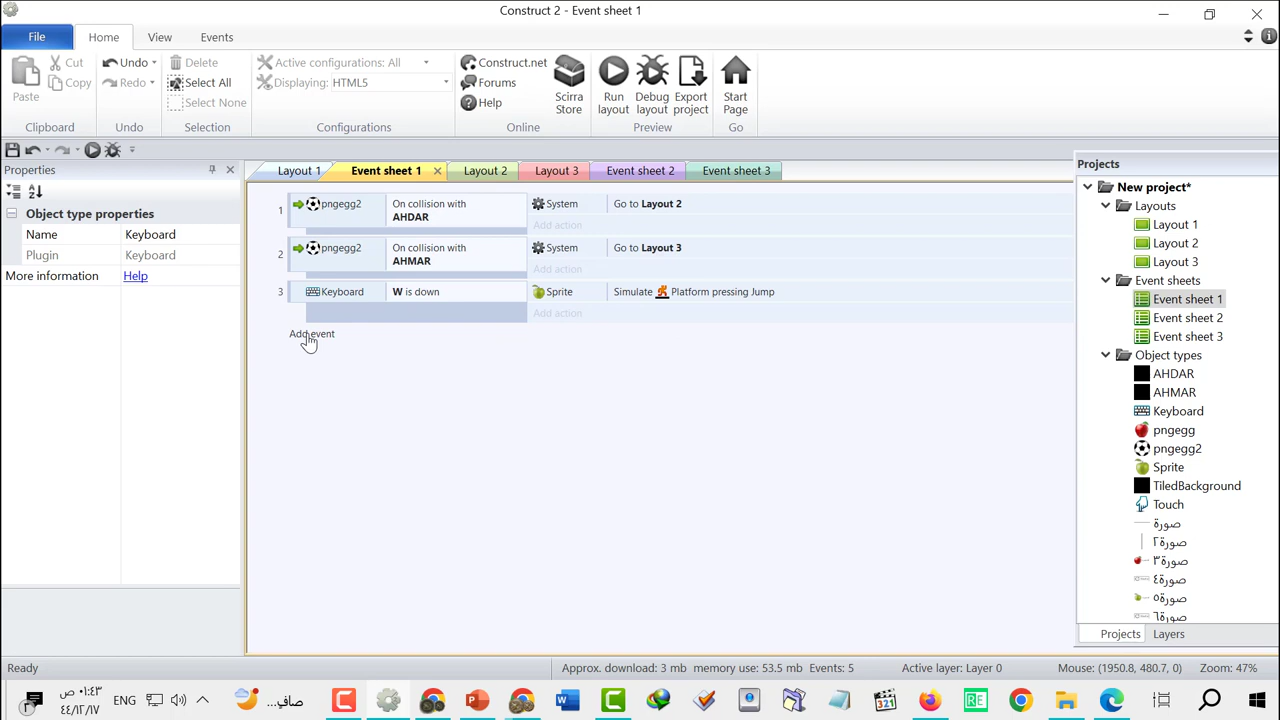 Construct 2 - Event sheet 1
File
Home
View
Events
Paste
Cut
Copy
Clipboard
Undo
Redo
Undo
Delete
Select All
Select None
Selection
Active configurations: All
Displaying: HTML5
Configurations
Construct.net
Forums
Help
Scirra Store
Online
Run layout
Debug layout
Export project
Preview
Start Page
Go
Properties
Object type properties
Name Keyboard
Plugin Keyboard
More information Help
Layout 1
Event sheet 1
Layout 2
Layout 3
Event sheet 2
Event sheet 3
1 pngegg2 On collision with AHDAR System Go to Layout 2
Add action
2 pngegg2 On collision with AHMAR System Go to Layout 3
Add action
3 Keyboard W is down Sprite Simulate Platform pressing Jump
Add action
Add event
Projects
New project*
Layouts
Layout 1
Layout 2
Layout 3
Event sheets
Event sheet 1
Event sheet 2
Event sheet 3
Object types
AHDAR
AHMAR
Keyboard
pngegg
pngegg2
Sprite
TiledBackground
Touch
صورة
صورة٢
صورة٣
صورة٤
صورة٥
صورة٦
Projects
Layers
Ready
Approx. download: 3 mb memory use: 53.5 mb Events: 5
Active layer: Layer 0
Mouse: (1950.8, 480.7, 0)
Zoom: 47%
٠١:٤٣ ص
٤٤/١٢/١٧
ENG
صافٍ
321
RE